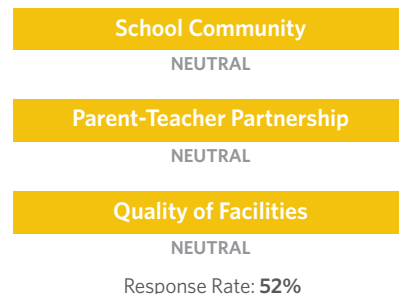 School Community
NEUTRAL
Parent-Teacher Partnership
NEUTRAL
Quality of Facilities
NEUTRAL
Response Rate: 52%